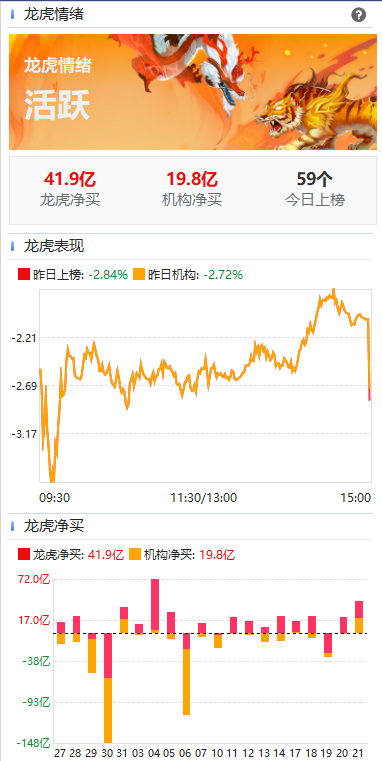 龙虎情绪
?
龙虎情绪
活跃
41.9亿 19.8亿 59个
龙虎净买 机构净买 今日上榜
龙虎表现
昨日上榜: -2.84% 昨日机构: -2.72%
-2.21
-2.69
-3.17
09:30 11:30/13:00 15:00
龙虎净买
龙虎净买: 41.9亿 机构净买: 19.8亿
72.0亿
17.0亿
-38亿
-93亿
-148亿
27 28 29 30 31 03 04 05 06 07 10 11 12 13 14 17 18 19 20 21